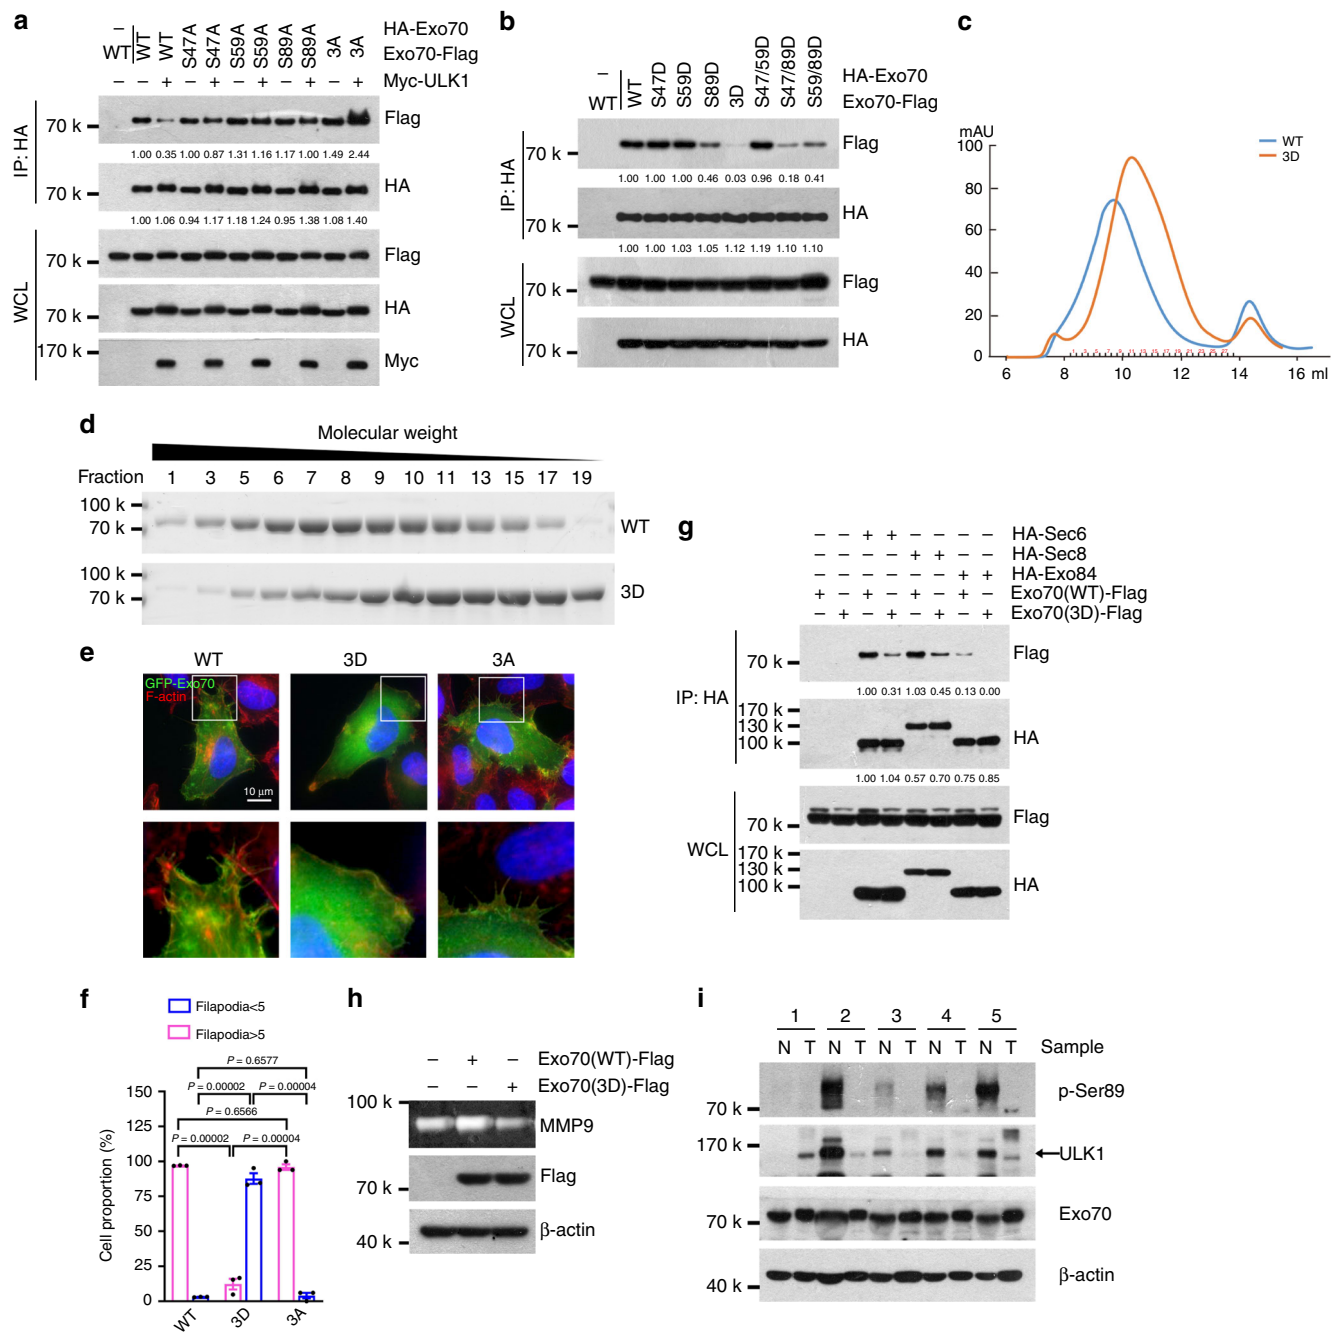 a
– WT WT S47A S47A S59A S59A S89A S89A 3A 3A HA-Exo70
WT Exo70-Flag
– – + – + – + – + – + Myc-ULK1
IP: HA
70 k Flag
1.00 0.35 1.00 0.87 1.31 1.16 1.17 1.00 1.49 2.44
70 k HA
1.00 1.06 0.94 1.17 1.18 1.24 0.95 1.38 1.08 1.40
WCL
70 k Flag
70 k HA
170 k Myc
b
– WT S47D S59D S89D 3D S47/59D S47/89D S59/89D HA-Exo70
WT Exo70-Flag
IP: HA
70 k Flag
1.00 1.00 1.00 0.46 0.03 0.96 0.18 0.41
70 k HA
1.00 1.00 1.03 1.05 1.12 1.19 1.10 1.10
WCL
70 k Flag
70 k HA
c
mAU
100
80
60
40
20
0
6 8 10 12 14 16 ml
WT
3D
d
Molecular weight
Fraction 1 3 5 6 7 8 9 10 11 13 15 17 19
100 k
70 k WT
100 k
70 k 3D
e
WT 3D 3A
GFP-Exo70
F-actin
10 µm
f
Filapodia<5
Filapodia>5
P = 0.6577
P = 0.00002 P = 0.00004
P = 0.6566
P = 0.00002 P = 0.00004
Cell proportion (%)
150
125
100
75
50
25
0
WT 3D 3A
g
– – + + – – – – HA-Sec6
– – – – + + – – HA-Sec8
– – – – – – + + HA-Exo84
+ – + – + – + – Exo70(WT)-Flag
– + – + – + – + Exo70(3D)-Flag
IP: HA
70 k Flag
1.00 0.31 1.03 0.45 0.13 0.00
170 k
130 k
100 k HA
1.00 1.04 0.57 0.70 0.75 0.85
WCL
70 k Flag
170 k
130 k
100 k HA
h
– + – Exo70(WT)-Flag
– – + Exo70(3D)-Flag
100 k MMP9
70 k Flag
40 k β-actin
i
1 2 3 4 5
N T N T N T N T N T Sample
70 k p-Ser89
170 k ULK1
70 k Exo70
40 k β-actin